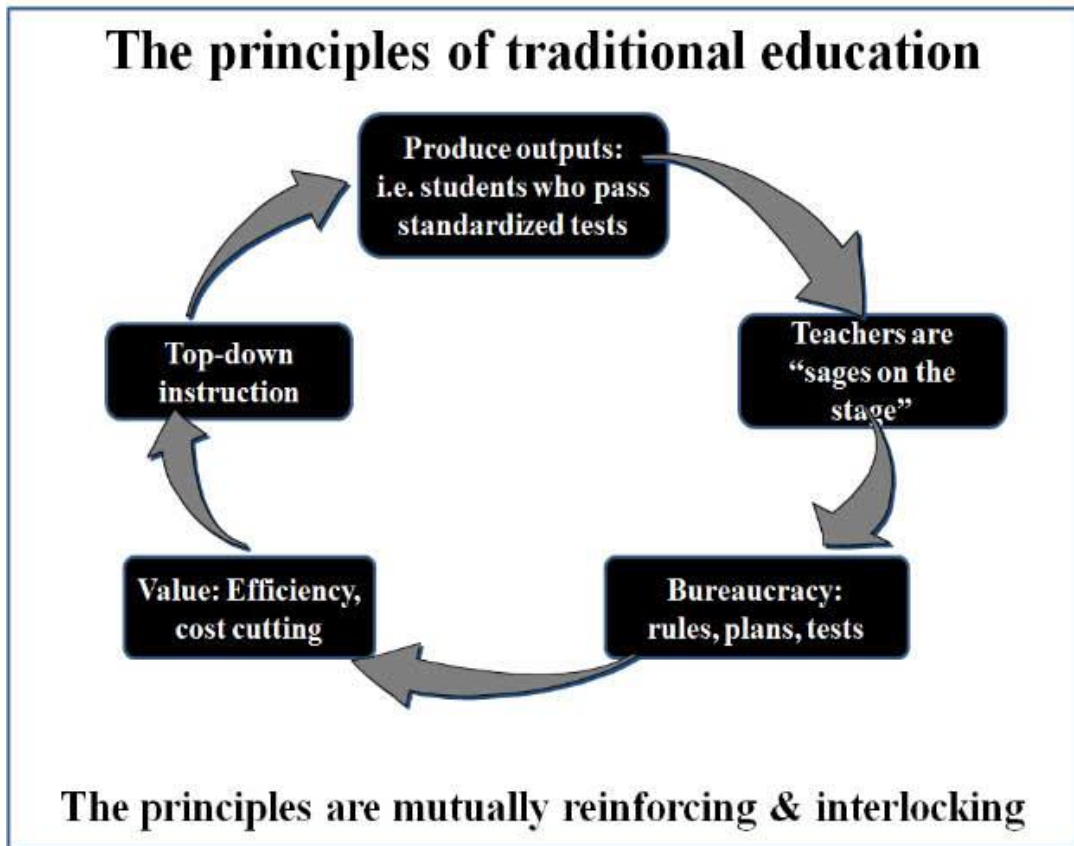 The principles of traditional education
Produce outputs:
i.e. students who pass
standardized tests
Teachers are
“sages on the
stage”
Bureaucracy:
rules, plans, tests
Value: Efficiency,
cost cutting
Top-down
instruction
The principles are mutually reinforcing & interlocking